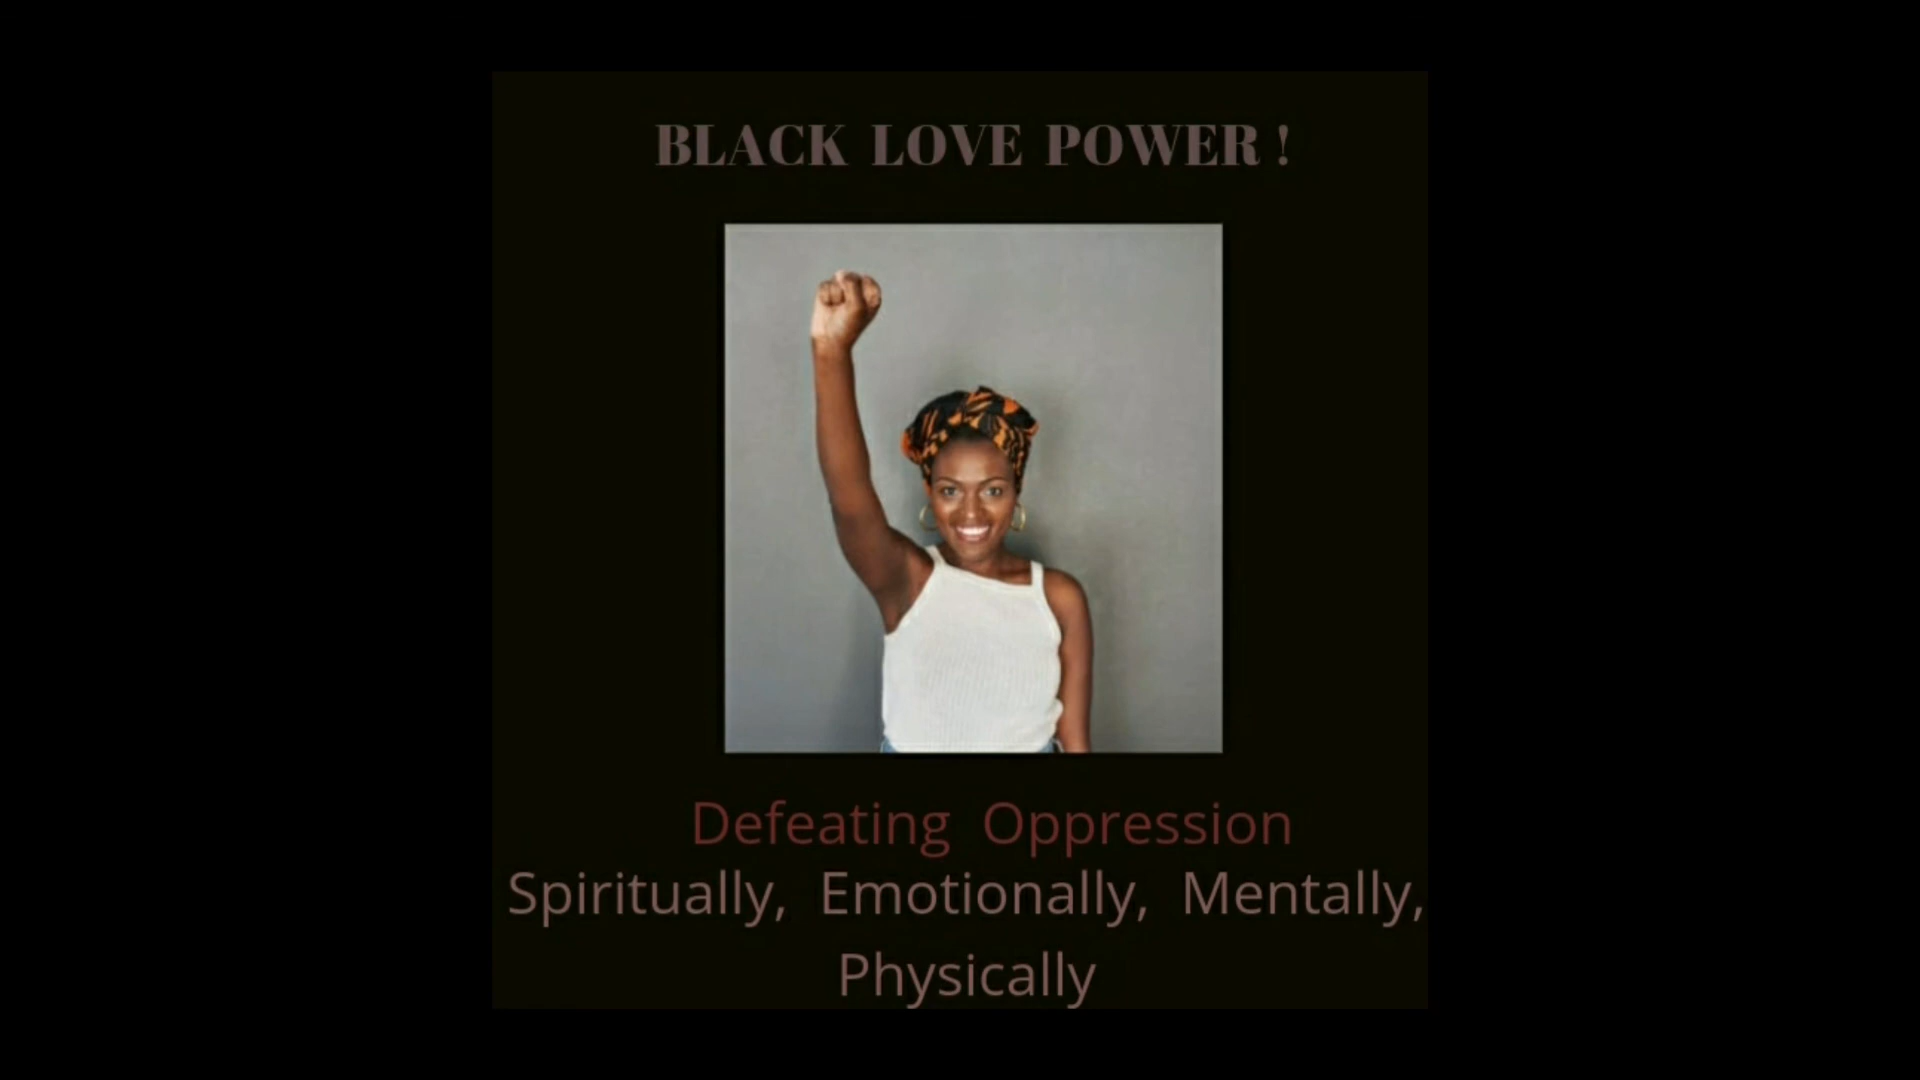 BLACK LOVE POWER !
Defeating Oppression
Spiritually, Emotionally, Mentally,
Physically